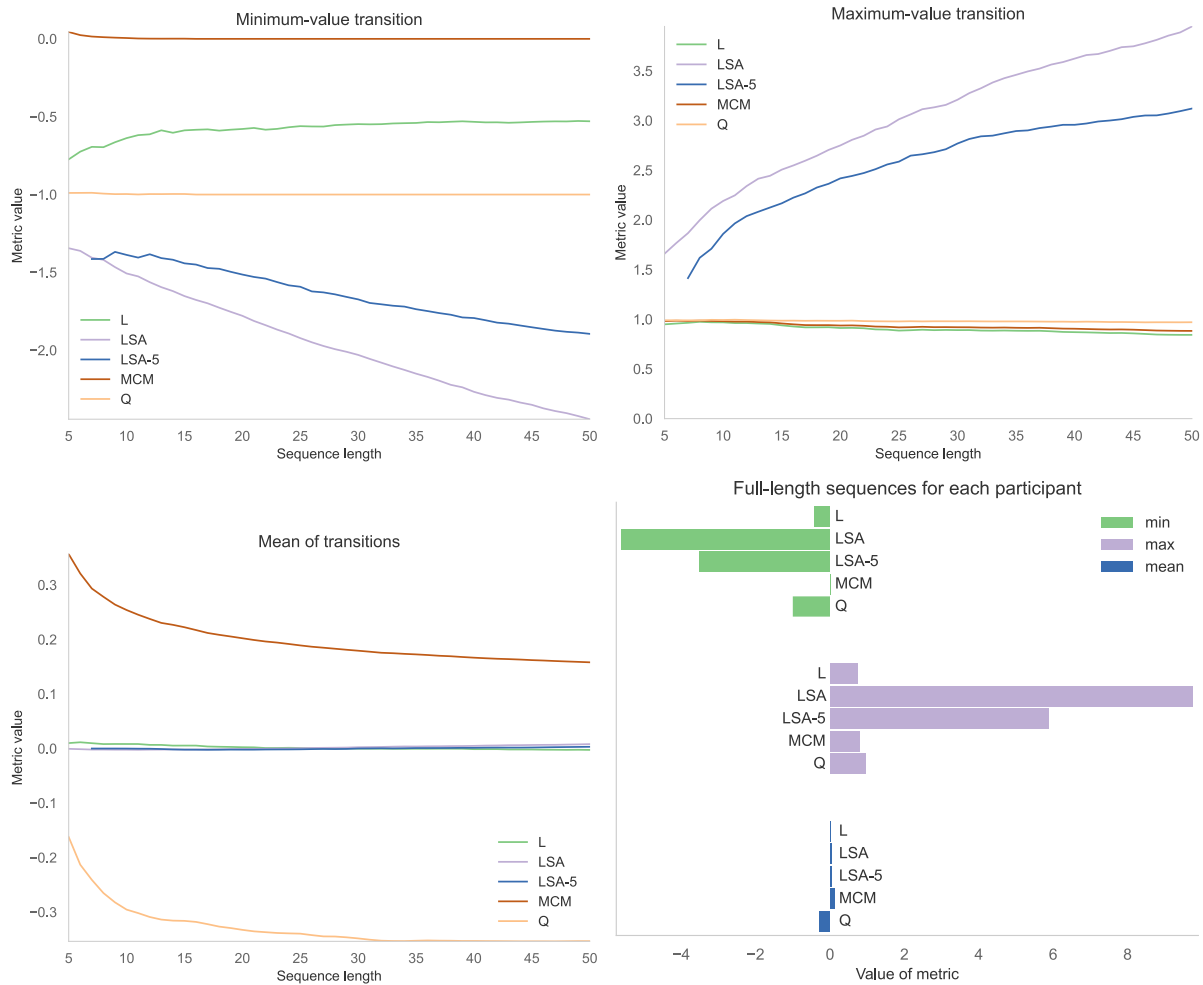 Minimum-value transition
0.0
−0.5
−1.0
−1.5
−2.0
Metric value
L
LSA
LSA-5
MCM
Q
5
10
15
20
25
30
35
40
45
50
Sequence length
Maximum-value transition
3.5
3.0
2.5
2.0
1.5
1.0
0.5
0.0
Metric value
L
LSA
LSA-5
MCM
Q
5
10
15
20
25
30
35
40
45
50
Sequence length
Mean of transitions
0.3
0.2
0.1
0.0
−0.1
−0.2
−0.3
Metric value
L
LSA
LSA-5
MCM
Q
5
10
15
20
25
30
35
40
45
50
Sequence length
Full-length sequences for each participant
min
max
mean
L
LSA
LSA-5
MCM
Q
L
LSA
LSA-5
MCM
Q
L
LSA
LSA-5
MCM
Q
−4
−2
0
2
4
6
8
Value of metric